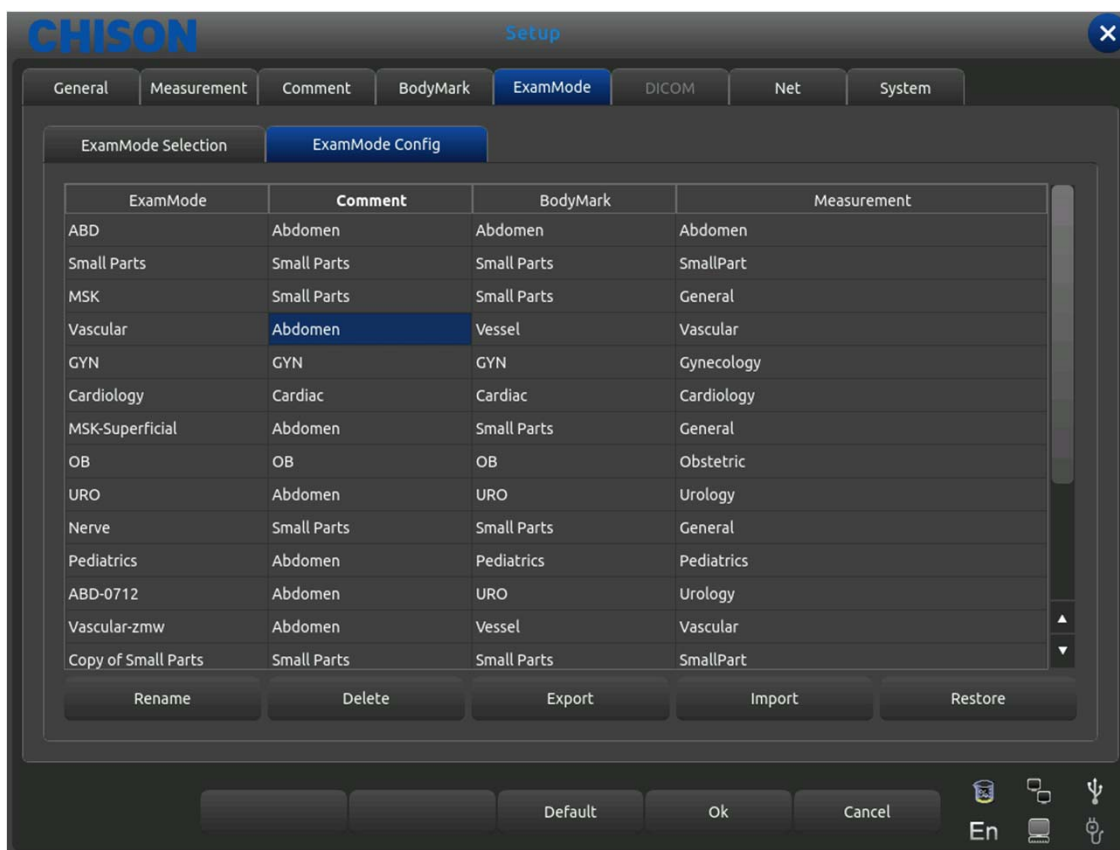 CHISON Setup
General Measurement Comment BodyMark ExamMode DICOM Net System
ExamMode Selection ExamMode Config
ExamMode Comment BodyMark Measurement
ABD Abdomen Abdomen Abdomen
Small Parts Small Parts Small Parts SmallPart
MSK Small Parts Small Parts General
Vascular Abdomen Vessel Vascular
GYN GYN GYN Gynecology
Cardiology Cardiac Cardiac Cardiology
MSK-Superficial Abdomen Small Parts General
OB OB OB Obstetric
URO Abdomen URO Urology
Nerve Small Parts Small Parts General
Pediatrics Abdomen Pediatrics Pediatrics
ABD-0712 Abdomen URO Urology
Vascular-zmw Abdomen Vessel Vascular
Copy of Small Parts Small Parts Small Parts SmallPart
Rename Delete Export Import Restore
Default Ok Cancel
En